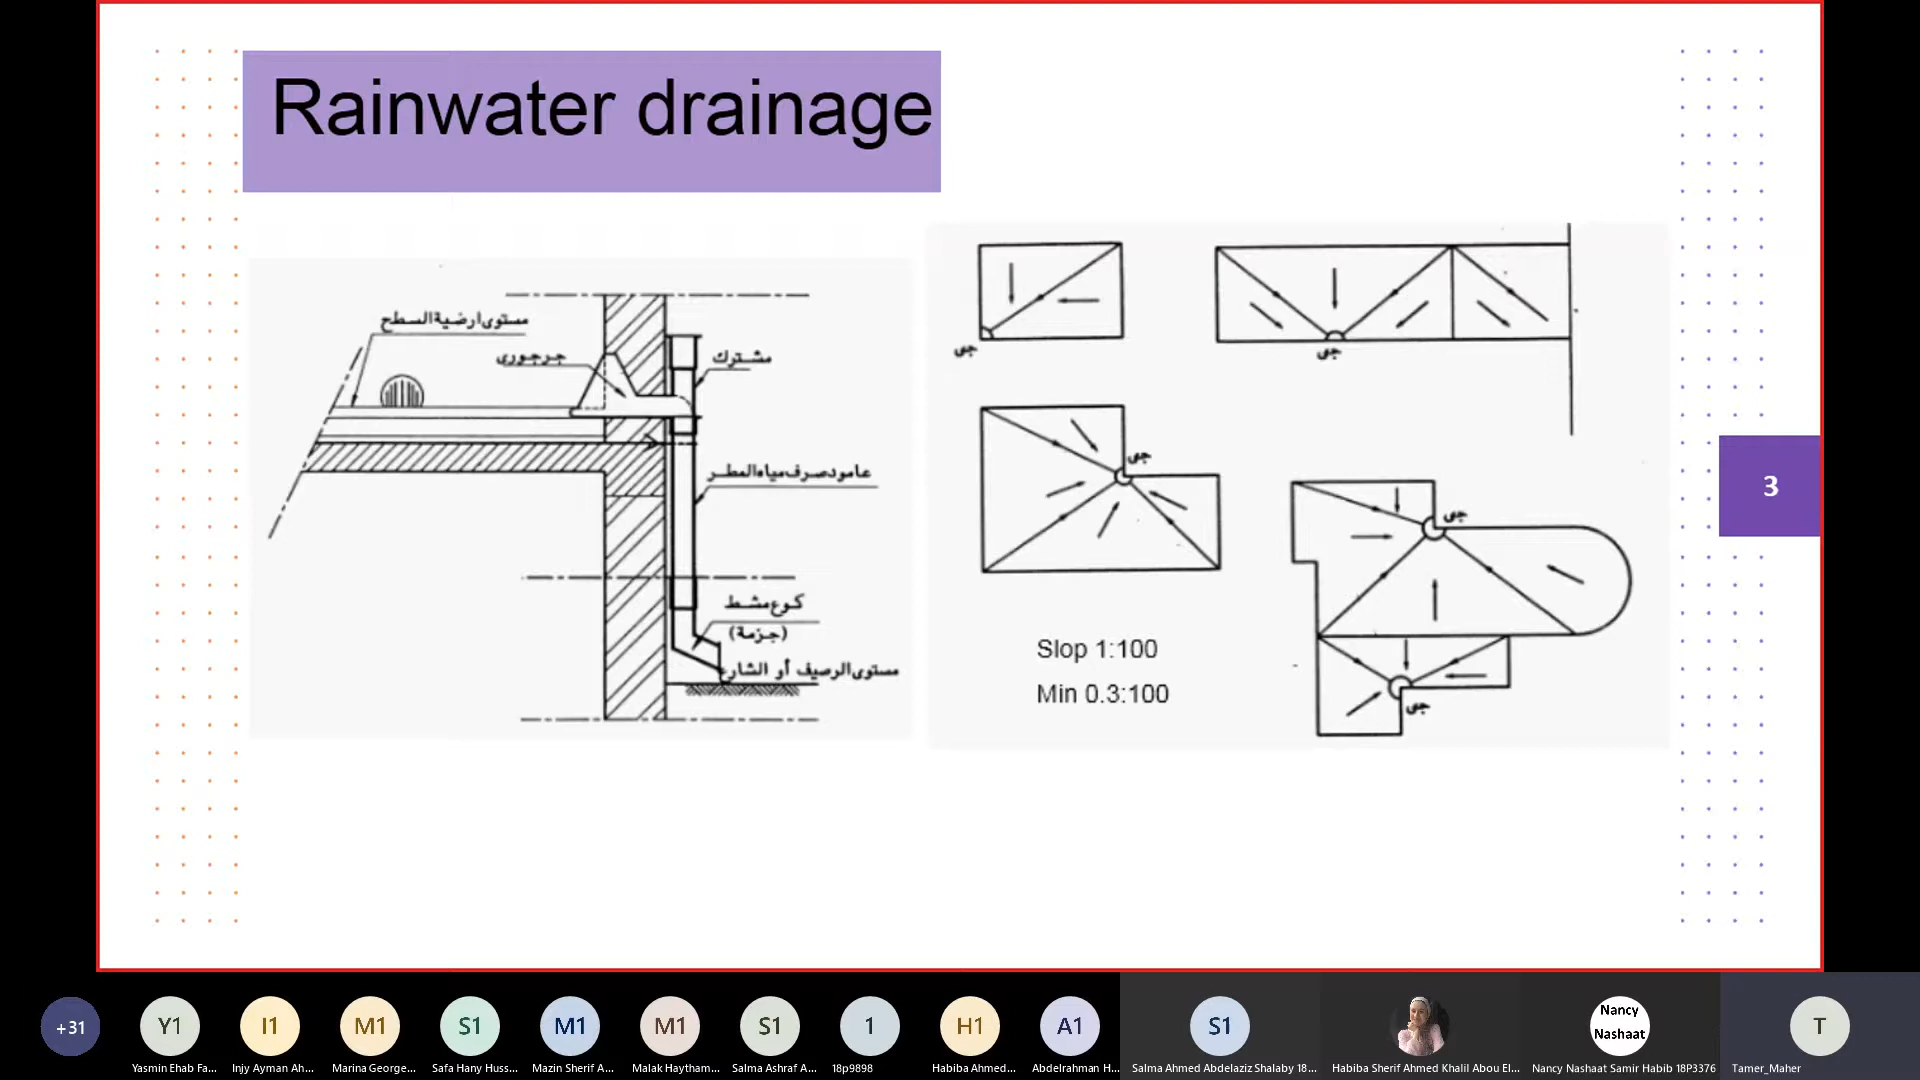 Rainwater drainage
مستوى ارضية السطح
جرجورى
مشترك
عامود صرف مياه المطر
كوع مشط
(جزمة)
مستوى الرصيف أو الشارع
جى
جى
جى
جى
جى
Slop 1:100
Min 0.3:100
3
+31
Y1
I1
M1
S1
M1
M1
S1
1
H1
A1
S1
Nancy
Nashaat
T
Yasmin Ehab Fa...
Injy Ayman Ah...
Marina George...
Safa Hany Huss...
Mazin Sherif A...
Malak Haytham...
Salma Ashraf A...
18p9898
Habiba Ahmed...
Abdelrahman H...
Salma Ahmed Abdelaziz Shalaby 18...
Habiba Sherif Ahmed Khalil Abou El...
Nancy Nashaat Samir Habib 18P3376
Tamer_Maher